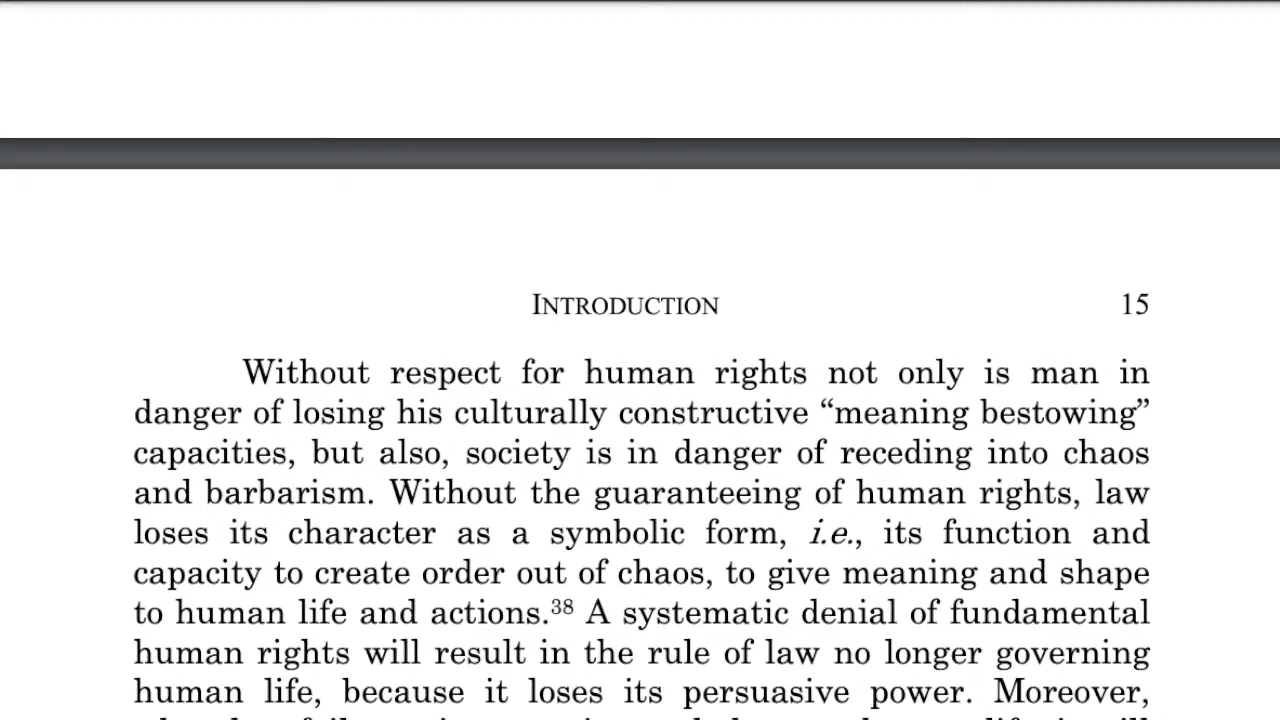 INTRODUCTION 15
Without respect for human rights not only is man in
danger of losing his culturally constructive “meaning bestowing”
capacities, but also, society is in danger of receding into chaos
and barbarism. Without the guaranteeing of human rights, law
loses its character as a symbolic form, i.e., its function and
capacity to create order out of chaos, to give meaning and shape
to human life and actions.38 A systematic denial of fundamental
human rights will result in the rule of law no longer governing
human life, because it loses its persuasive power. Moreover,